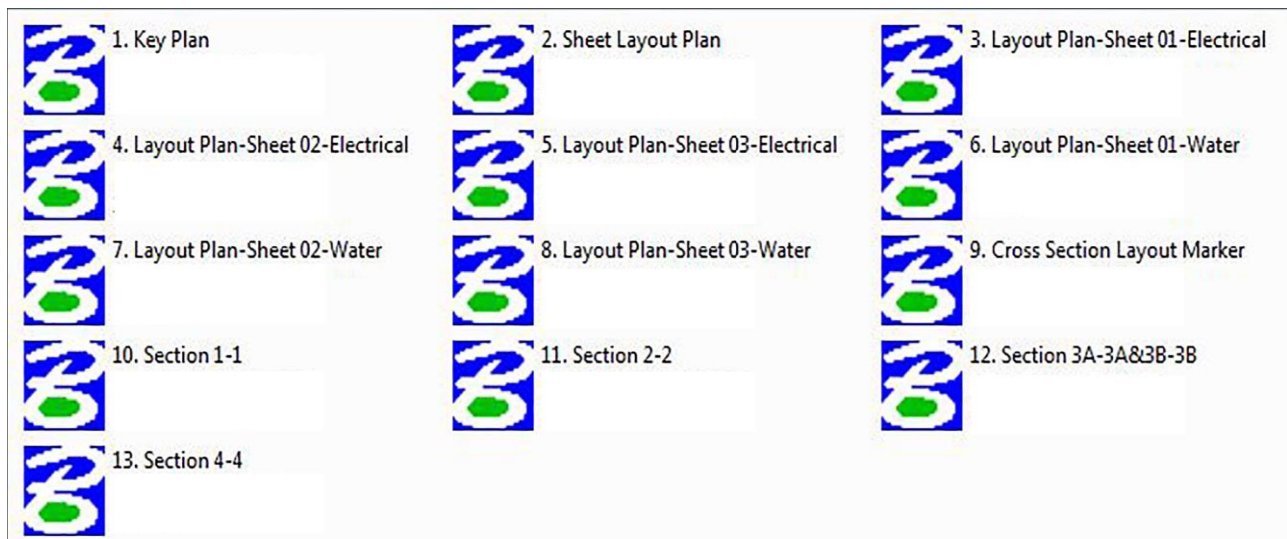 1. Key Plan
2. Sheet Layout Plan
3. Layout Plan-Sheet 01-Electrical
4. Layout Plan-Sheet 02-Electrical
5. Layout Plan-Sheet 03-Electrical
6. Layout Plan-Sheet 01-Water
7. Layout Plan-Sheet 02-Water
8. Layout Plan-Sheet 03-Water
9. Cross Section Layout Marker
10. Section 1-1
11. Section 2-2
12. Section 3A-3A&3B-3B
13. Section 4-4